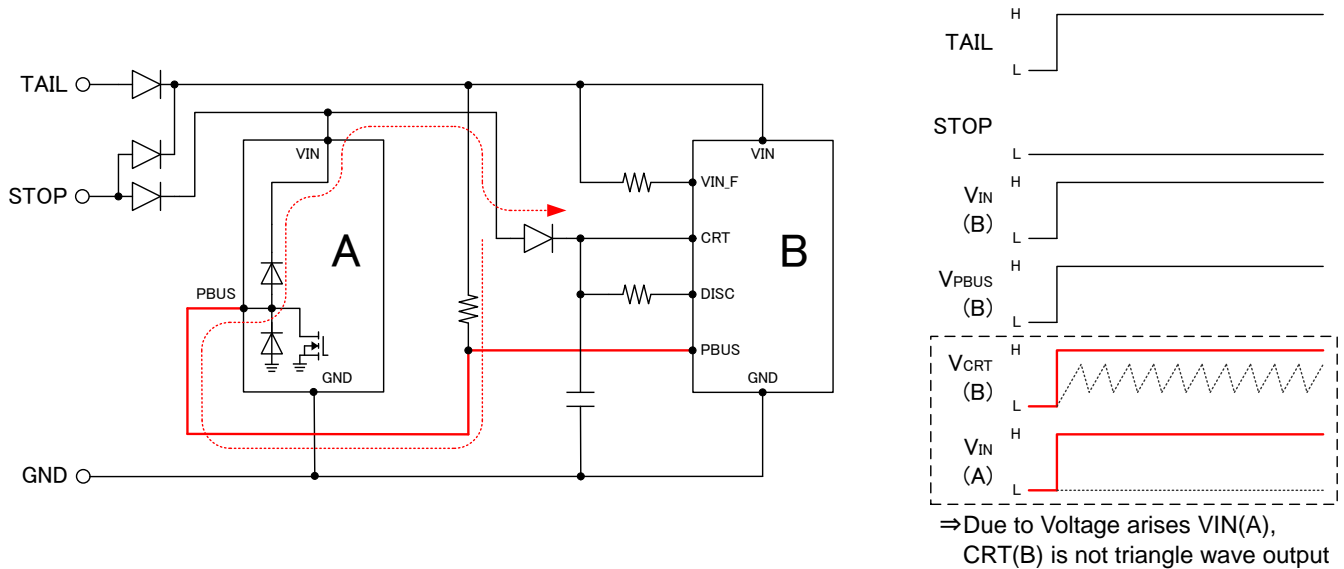 TAIL
STOP
GND
VIN
A
PBUS
GND
VIN
VIN_F
CRT
B
DISC
PBUS
GND
TAIL
H
L
STOP
L
VIN
(B)
H
L
VPBUS
(B)
H
L
VCRT
(B)
H
L
VIN
(A)
H
L
⇒Due to Voltage arises VIN(A),
CRT(B) is not triangle wave output